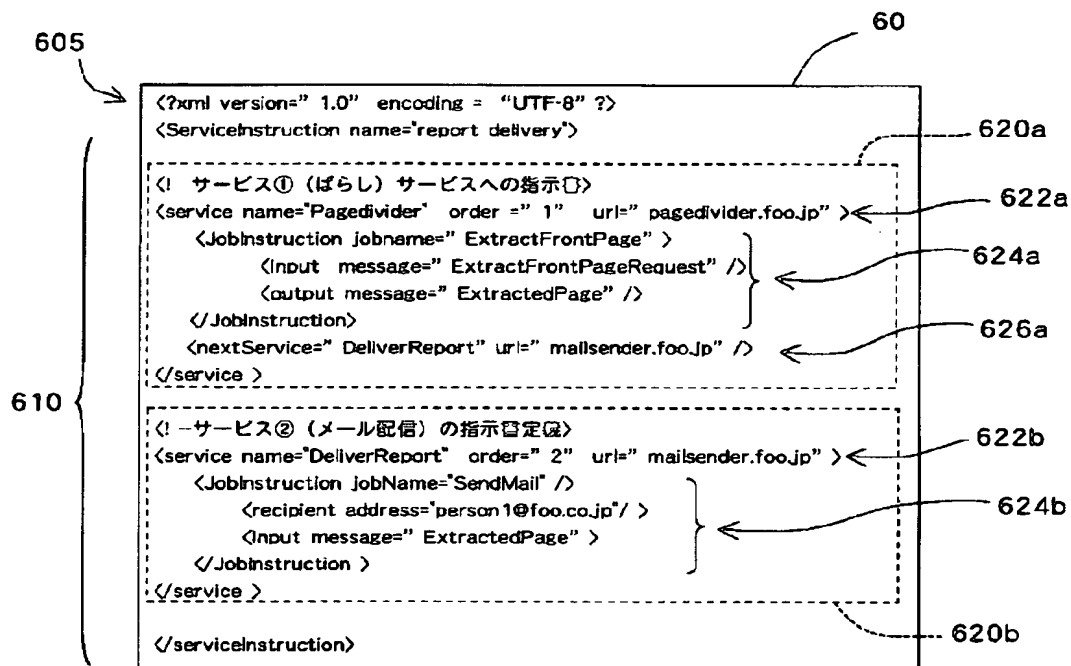 60
605
<?xml version=” 1.0” encoding = “UTF-8” ?>
<ServiceInstruction name="report delivery">
620a
<! サービス① (ばらし) サービスへの指示
<service name="Pagedivider" order =” 1” url=” pagedivider.foo.jp” >
622a
<JobInstruction jobname=” ExtractFrontPage” >
<Input message=” ExtractFrontPageRequest” />
624a
<output message=” ExtractedPage” />
</JobInstruction>
<nextService=” DeliverReport” url=” mailsender.foo.jp” />
626a
</service >
610
<! -サービス② (メール配信) の指示
<service name="DeliverReport" order=” 2” url=” mailsender.foo.jp” >
622b
<JobInstruction jobName="SendMail" />
<recipient address="person1@foo.co.jp"/ >
624b
<Input message=” ExtractedPage” >
</JobInstruction >
</service >
620b
</serviceInstruction>